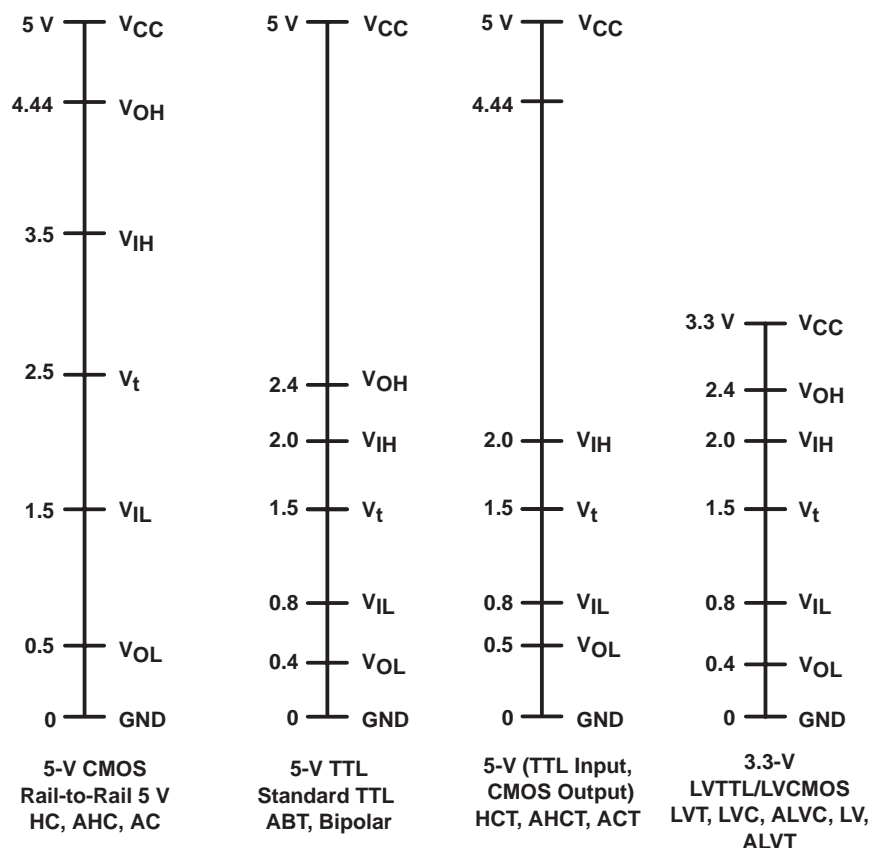 5 V VCC
4.44 VOH
3.5 VIH
2.5 Vt
1.5 VIL
0.5 VOL
0 GND
5-V CMOS
Rail-to-Rail 5 V
HC, AHC, AC
5 V VCC
2.4 VOH
2.0 VIH
1.5 Vt
0.8 VIL
0.4 VOL
0 GND
5-V TTL
Standard TTL
ABT, Bipolar
5 V VCC
4.44
2.0 VIH
1.5 Vt
0.8 VIL
0.5 VOL
0 GND
5-V (TTL Input,
CMOS Output)
HCT, AHCT, ACT
3.3 V VCC
2.4 VOH
2.0 VIH
1.5 Vt
0.8 VIL
0.4 VOL
0 GND
3.3-V
LVTTL/LVCMOS
LVT, LVC, ALVC, LV,
ALVT